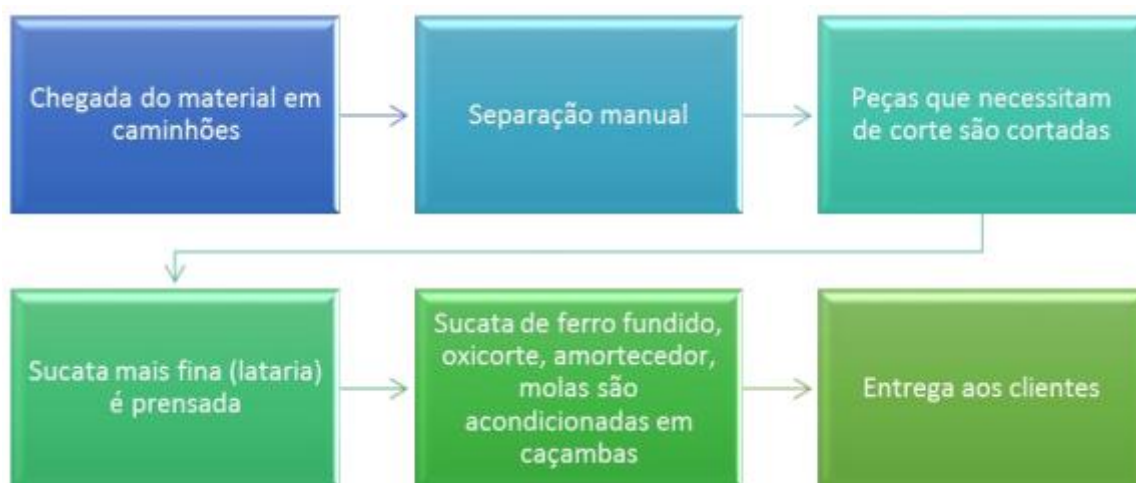 Chegada do material em
caminhões
Separação manual
Peças que necessitam
de corte são cortadas
Sucata mais fina (lataria)
é prensada
Sucata de ferro fundido,
oxicorte, amortecedor,
molas são
acondicionadas em
caçambas
Entrega aos clientes